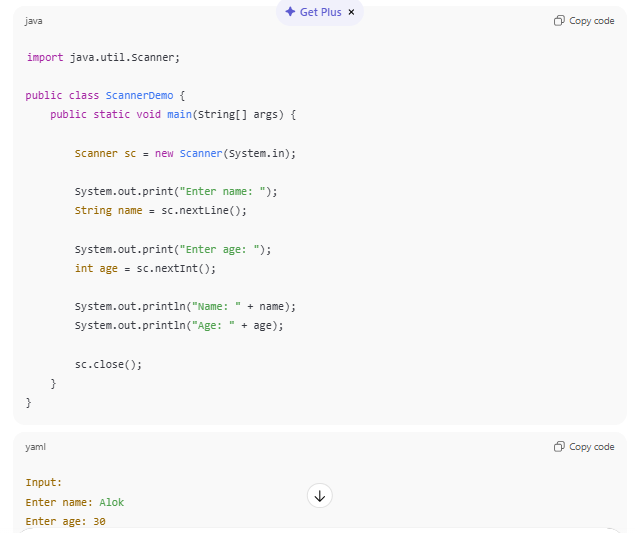 Get Plus ×
java
Copy code
import java.util.Scanner;
public class ScannerDemo {
    public static void main(String[] args) {
        Scanner sc = new Scanner(System.in);
        System.out.print("Enter name: ");
        String name = sc.nextLine();
        System.out.print("Enter age: ");
        int age = sc.nextInt();
        System.out.println("Name: " + name);
        System.out.println("Age: " + age);
        sc.close();
    }
}
yaml
Copy code
Input:
Enter name: Alok
Enter age: 30